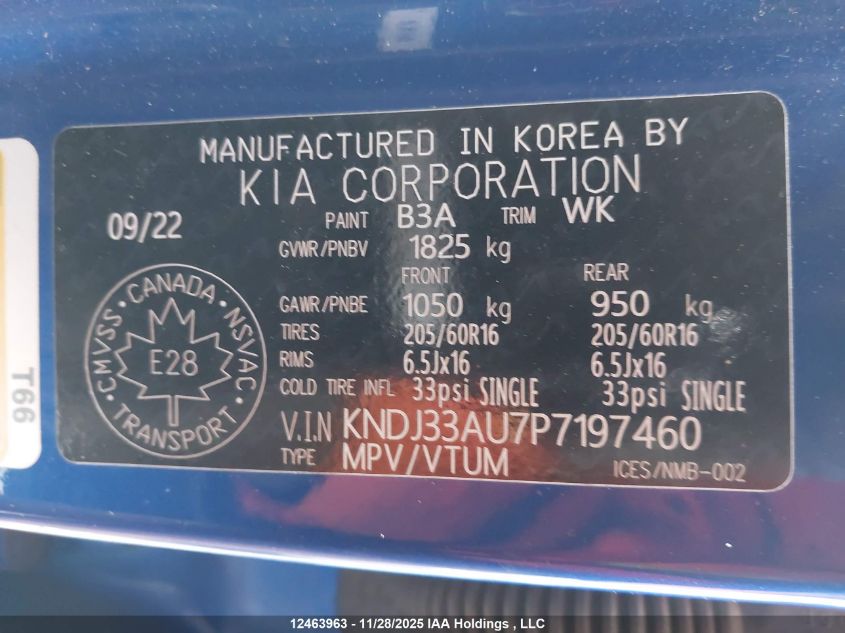 MANUFACTURED IN KOREA BY
KIA CORPORATION
09/22
PAINT B3A TRIM WK
GVWR/PNBV 1825 kg
FRONT REAR
GAWR/PNBE 1050 kg 950 kg
TIRES 205/60R16 205/60R16
RIMS 6.5Jx16 6.5Jx16
COLD TIRE INFL 33psi SINGLE 33psi SINGLE
V.I.N KNDJ33AU7P7197460
TYPE MPV/VTUM
ICES/NMB-002
CMVSS • CANADA • NSVAC • TRANSPORT •
E28
T66
12463963 - 11/28/2025 IAA Holdings , LLC